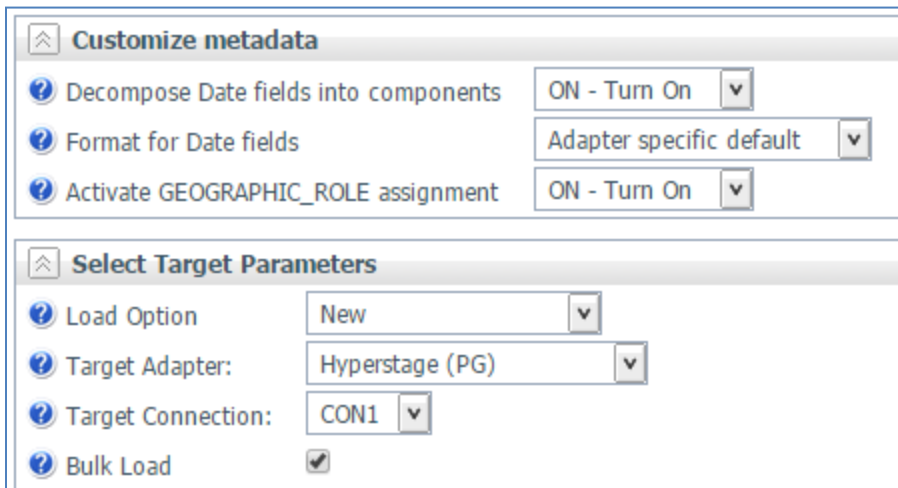 Customize metadata
Decompose Date fields into components ON - Turn On
Format for Date fields Adapter specific default
Activate GEOGRAPHIC_ROLE assignment ON - Turn On
Select Target Parameters
Load Option New
Target Adapter: Hyperstage (PG)
Target Connection: CON1
Bulk Load